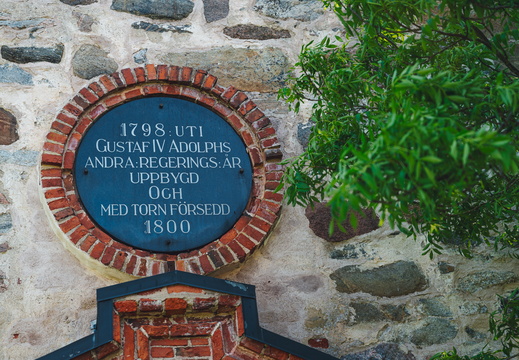 1798: UTI
GUSTAF IV ADOLPHS
ANDRA: REGERINGS: ÅR
UPPBYGD
OCH
MED TORN FÖRSEDD
1800